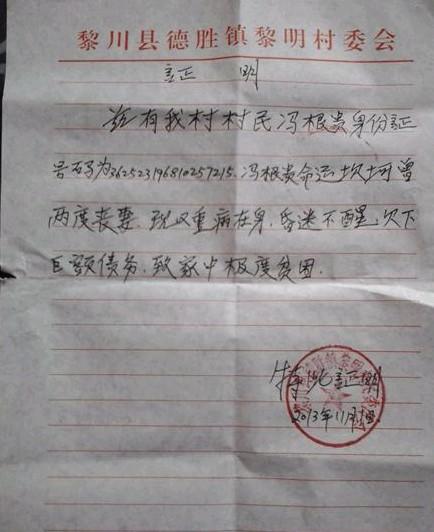 黎川县德胜镇黎明村委会
证 明
兹有我村村民冯根贵身份证
号码为362523196810257215.冯根贵命运坎坷曾
两度丧妻.现又重病在身.昏迷不醒.欠下
巨额债务.致家中极度贫困.
特此证明
2013年11月